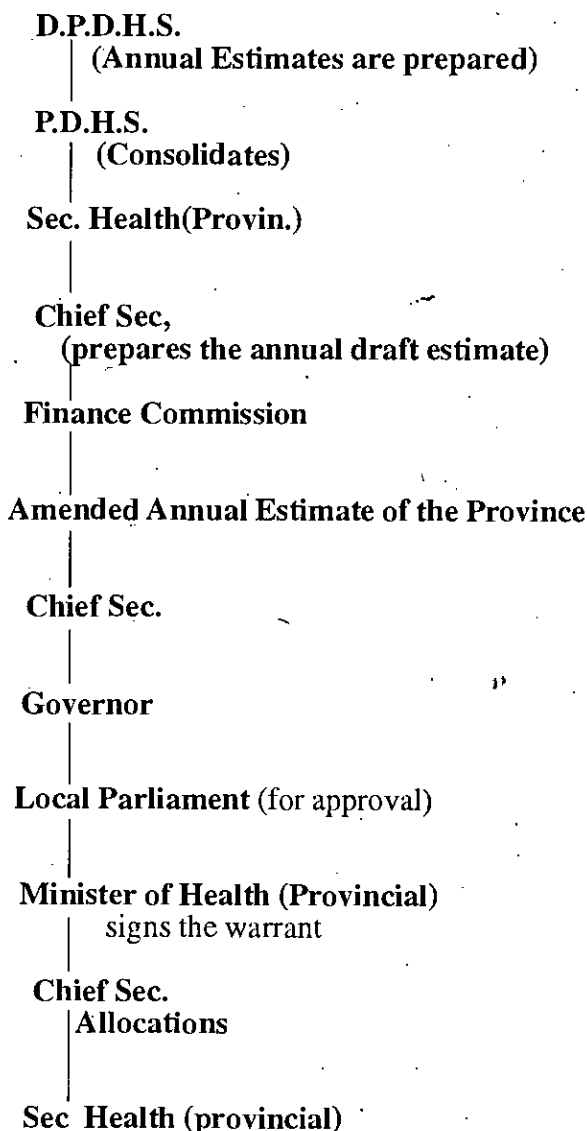 D.P.D.H.S.
(Annual Estimates are prepared)
P.D.H.S.
(Consolidates)
Sec. Health(Provin.)
Chief Sec,
(prepares the annual draft estimate)
Finance Commission
Amended Annual Estimate of the Province
Chief Sec.
Governor
Local Parliament (for approval)
Minister of Health (Provincial)
signs the warrant
Chief Sec.
Allocations
Sec Health (provincial)